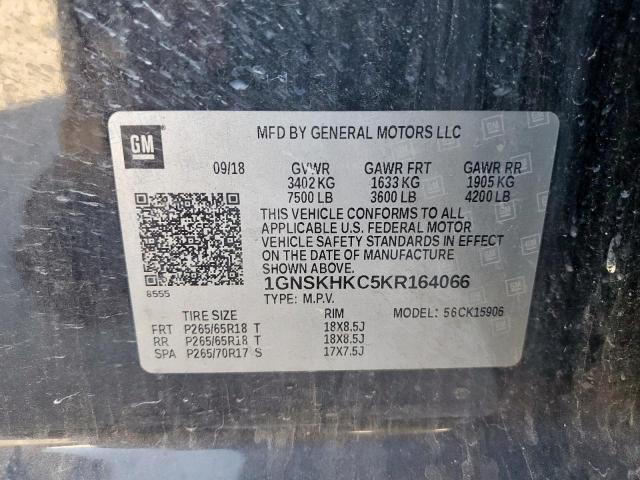 GM
MFD BY GENERAL MOTORS LLC
09/18 GVWR GAWR FRT GAWR RR
3402 KG 1633 KG 1905 KG
7500 LB 3600 LB 4200 LB
THIS VEHICLE CONFORMS TO ALL
APPLICABLE U.S. FEDERAL MOTOR
VEHICLE SAFETY STANDARDS IN EFFECT
ON THE DATE OF MANUFACTURE.
8555 1GNSKHKC5KR164066
TYPE: M.P.V. MODEL: 56CK15906
TIRE SIZE RIM
FRT P265/65R18 T 18X8.5J
RR P265/65R18 T 18X8.5J
SPA P265/70R17 S 17X7.5J